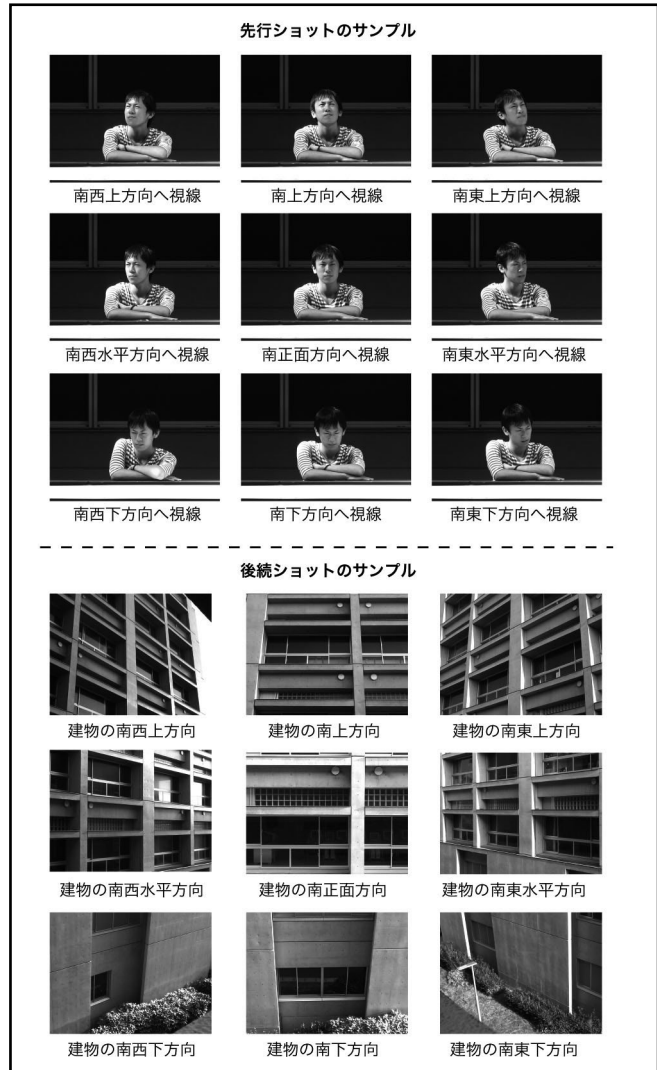 先行ショットのサンプル
南西上方向へ視線
南上方向へ視線
南東上方向へ視線
南西水平方向へ視線
南正面方向へ視線
南東水平方向へ視線
南西下方向へ視線
南下方向へ視線
南東下方向へ視線
後続ショットのサンプル
建物の南西上方向
建物の南上方向
建物の南東上方向
建物の南西水平方向
建物の南正面方向
建物の南東水平方向
建物の南西下方向
建物の南下方向
建物の南東下方向